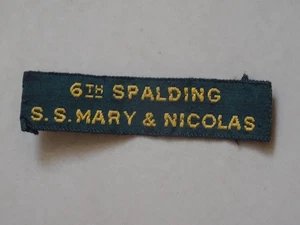 6TH SPALDING
S.S. MARY & NICOLAS